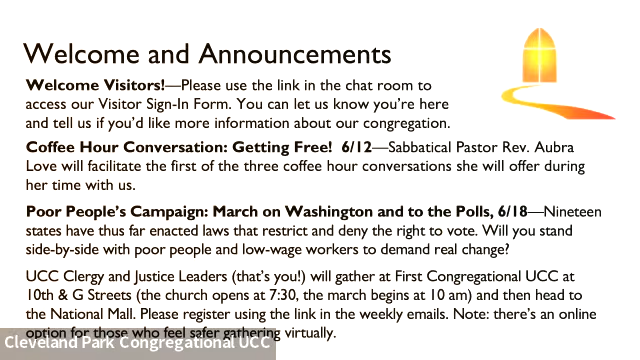 Welcome and Announcements
Welcome Visitors!—Please use the link in the chat room to
access our Visitor Sign-In Form. You can let us know you're here
and tell us if you'd like more information about our congregation.
Coffee Hour Conversation: Getting Free! 6/12—Sabbatical Pastor Rev. Aubra
Love will facilitate the first of the three coffee hour conversations she will offer during
her time with us.
Poor People's Campaign: March on Washington and to the Polls, 6/18—Nineteen
states have thus far enacted laws that restrict and deny the right to vote. Will you stand
side-by-side with poor people and low-wage workers to demand real change?
UCC Clergy and Justice Leaders (that's you!) will gather at First Congregational UCC at
10th & G Streets (the church opens at 7:30, the march begins at 10 am) and then head to
the National Mall. Please register using the link in the weekly emails. Note: there's an online
option for those who feel safer gathering virtually.
Cleveland Park Congregational UCC